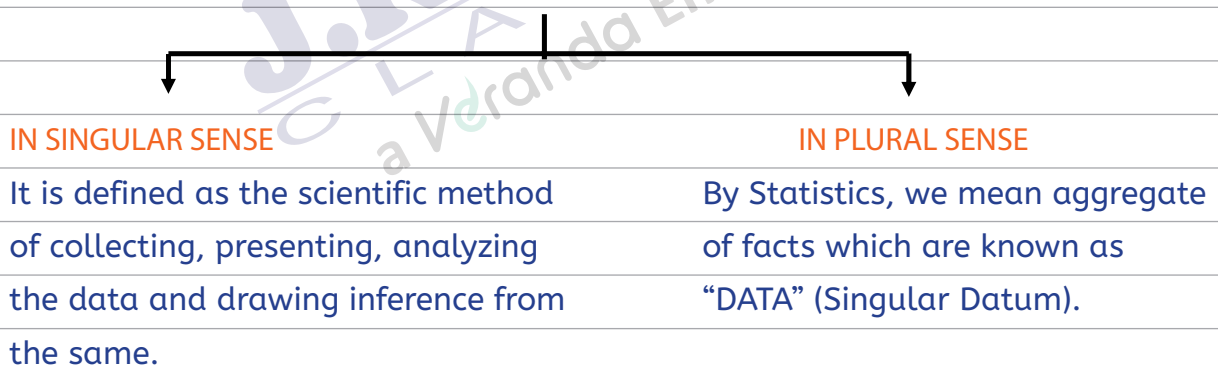 IN SINGULAR SENSE
It is defined as the scientific method
of collecting, presenting, analyzing
the data and drawing inference from
the same.
IN PLURAL SENSE
By Statistics, we mean aggregate
of facts which are known as
“DATA” (Singular Datum).
a Veranda